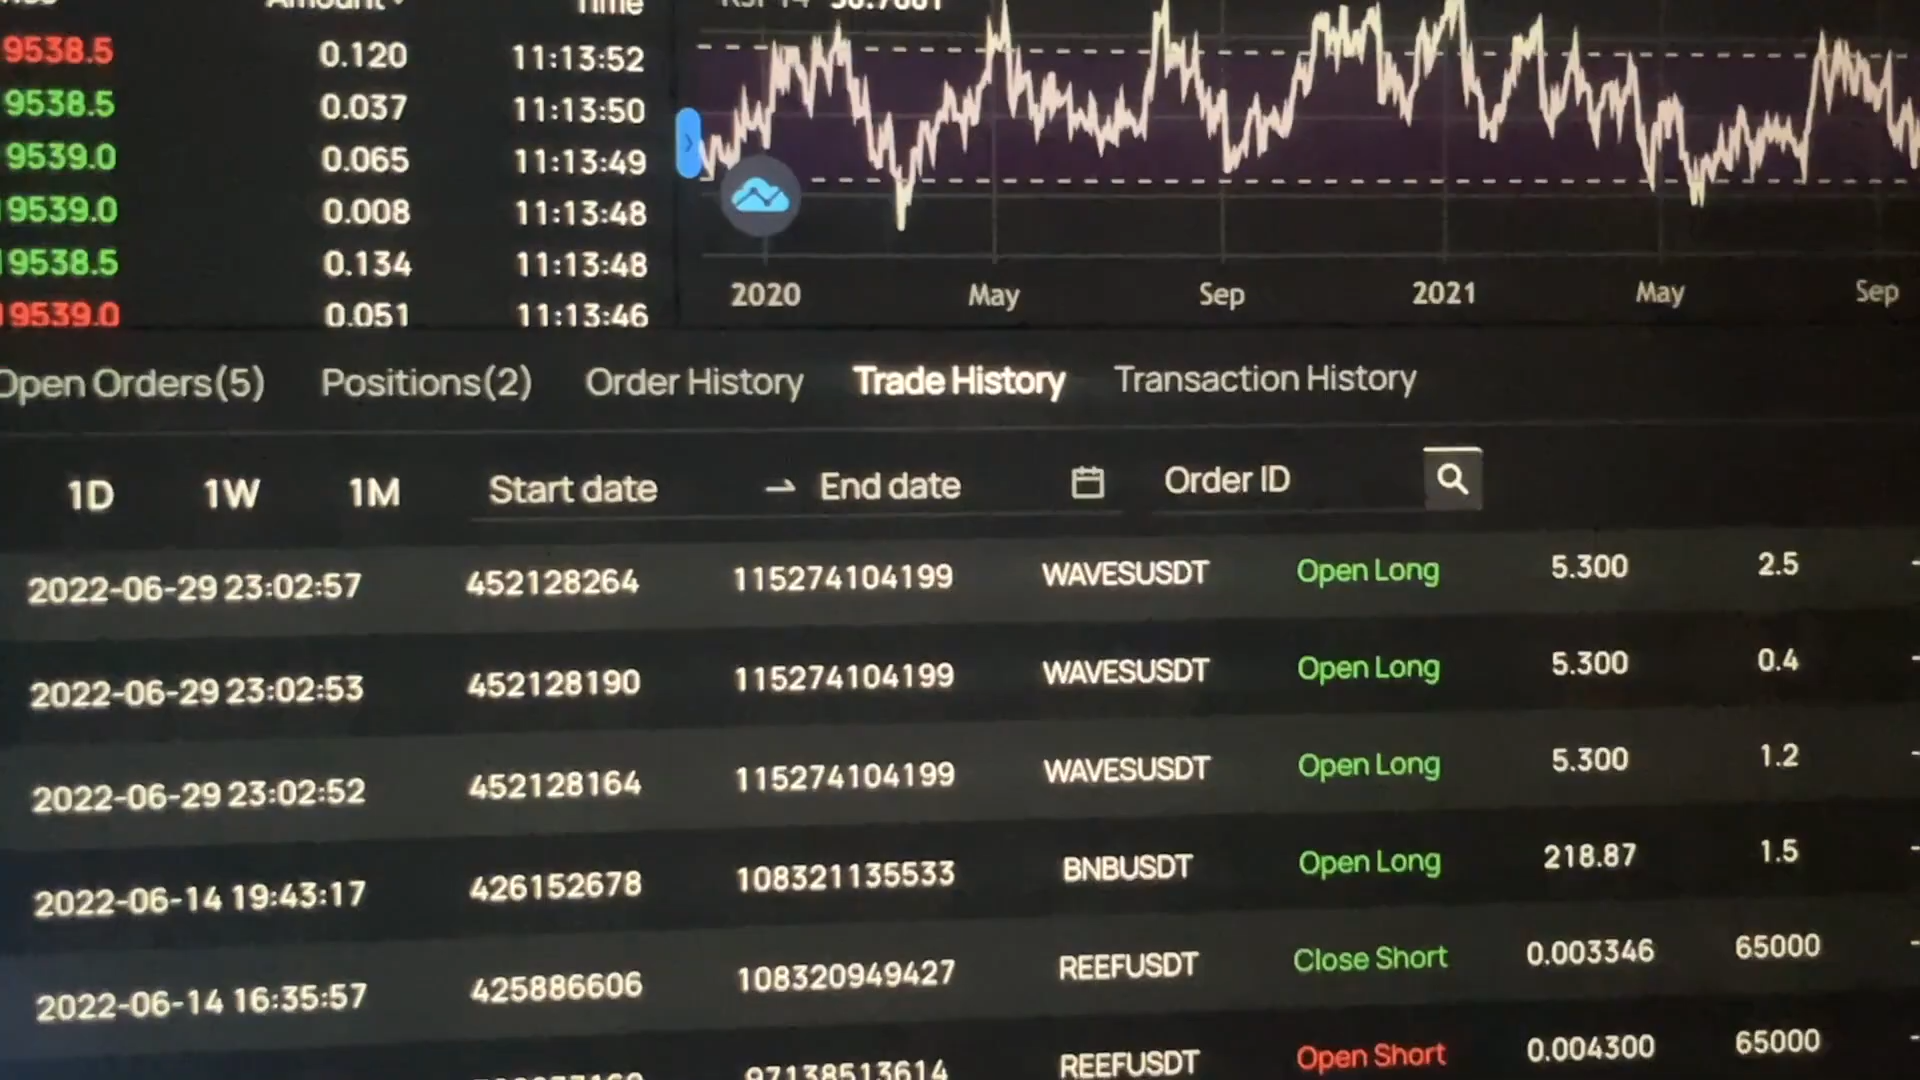 Amount Time
9538.5 0.120 11:13:52
9538.5 0.037 11:13:50
9539.0 0.065 11:13:49
19539.0 0.008 11:13:48
19538.5 0.134 11:13:48
19539.0 0.051 11:13:46
2020 May Sep 2021 May Sep
Open Orders(5) Positions(2) Order History Trade History Transaction History
1D 1W 1M Start date → End date Order ID
2022-06-29 23:02:57 452128264 115274104199 WAVESUSDT Open Long 5.300 2.5
2022-06-29 23:02:53 452128190 115274104199 WAVESUSDT Open Long 5.300 0.4
2022-06-29 23:02:52 452128164 115274104199 WAVESUSDT Open Long 5.300 1.2
2022-06-14 19:43:17 426152678 108321135533 BNBUSDT Open Long 218.87 1.5
2022-06-14 16:35:57 425886606 108320949427 REEFUSDT Close Short 0.003346 65000
97138513614 REEFUSDT Open Short 0.004300 65000